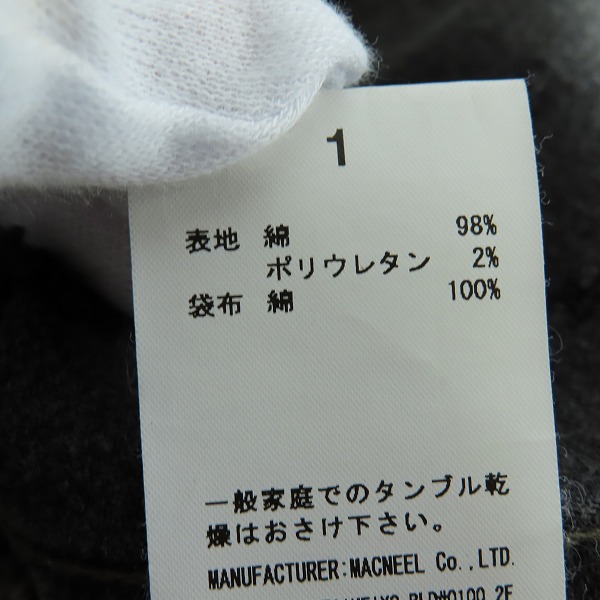 1
表地 綿 98%
ポリウレタン 2%
袋布 綿 100%
一般家庭でのタンブル乾
燥はおさけ下さい。
MANUFACTURER:MACNEEL Co.,LTD.